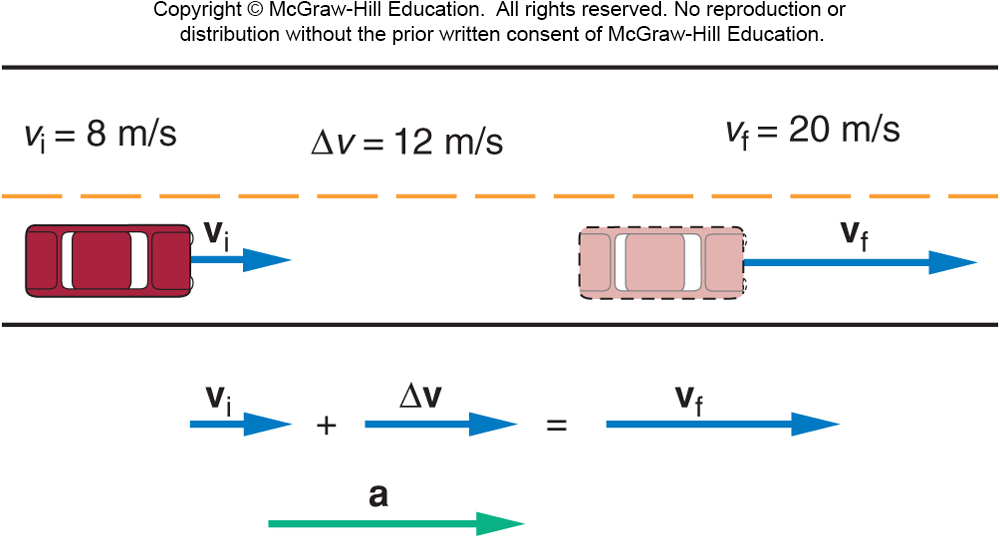 Copyright © McGraw-Hill Education.  All rights reserved. No reproduction or
distribution without the prior written consent of McGraw-Hill Education.
vi = 8 m/s
Δv = 12 m/s
vf = 20 m/s
vi
vf
vi + Δv = vf
a